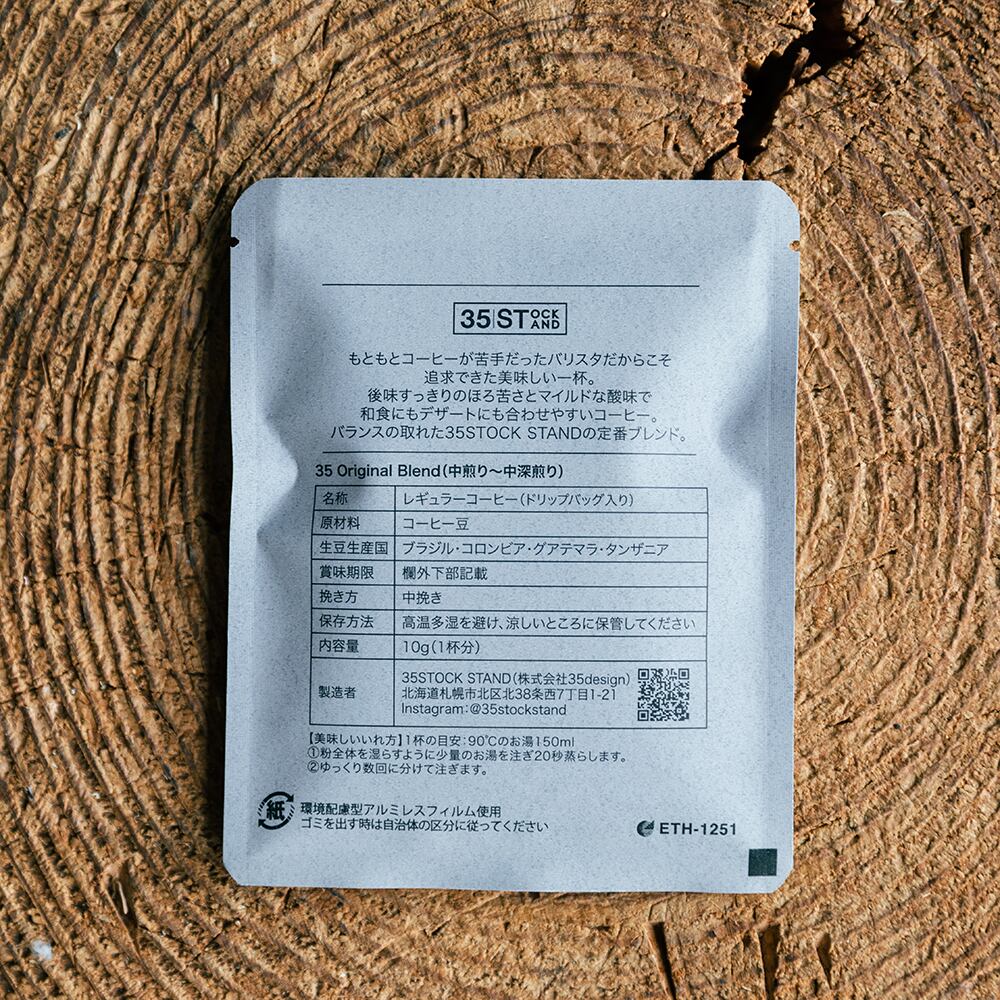 35 STOCK STAND
もともとコーヒーが苦手だったバリスタだからこそ
追求できた美味しい一杯。
後味すっきりのほろ苦さとマイルドな酸味で
和食にもデザートにも合わせやすいコーヒー。
バランスの取れた35STOCK STANDの定番ブレンド。
35 Original Blend(中煎り〜中深煎り)
名称 レギュラーコーヒー(ドリップバッグ入り)
原材料 コーヒー豆
生豆生産国 ブラジル・コロンビア・グアテマラ・タンザニア
賞味期限 欄外下部記載
挽き方 中挽き
保存方法 高温多湿を避け、涼しいところに保管してください
内容量 10g(1杯分)
製造者 35STOCK STAND(株式会社35design)
北海道札幌市北区北38条西7丁目1-21
Instagram:@35stockstand
【美味しいいれ方】1杯の目安:90℃のお湯150ml
①粉全体を湿らすように少量のお湯を注ぎ20秒蒸らします。
②ゆっくり数回に分けて注ぎます。
紙 環境配慮型アルミレスフィルム使用
ゴミを出す時は自治体の区分に従ってください
ETH-1251